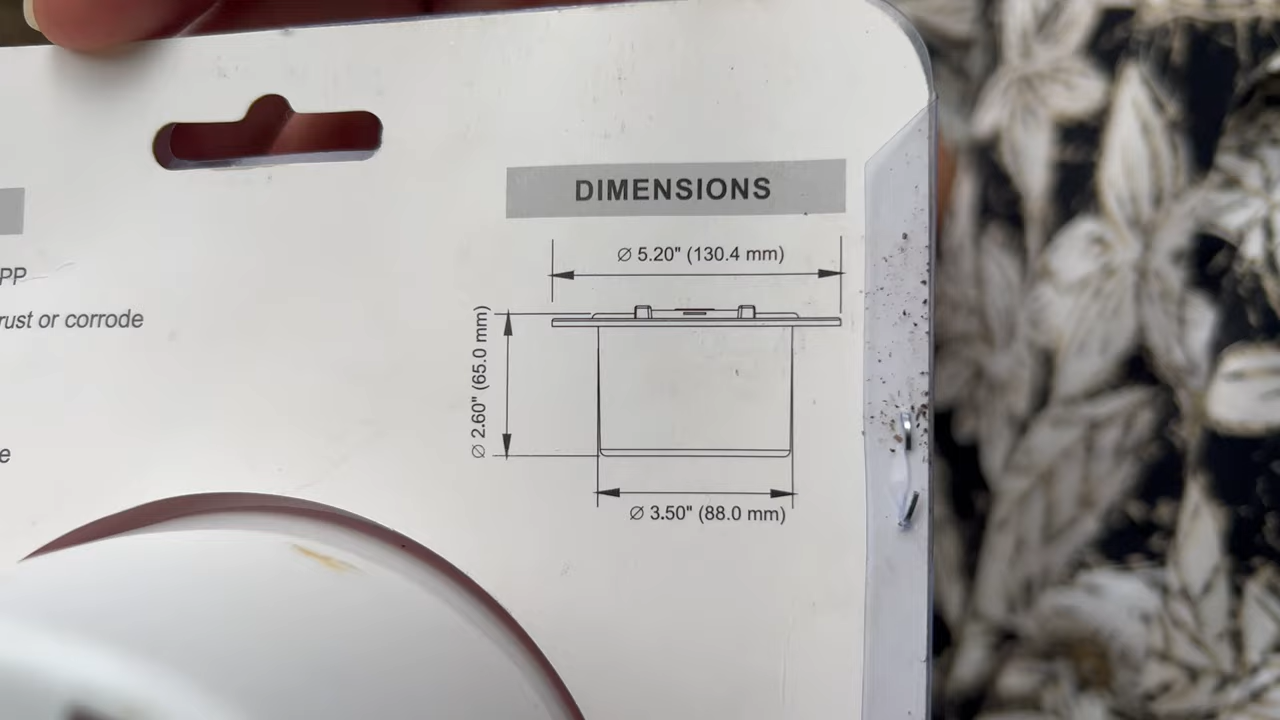 DIMENSIONS
∅ 5.20" (130.4 mm)
PP
rust or corrode
∅ 2.60" (65.0 mm)
e
∅ 3.50" (88.0 mm)